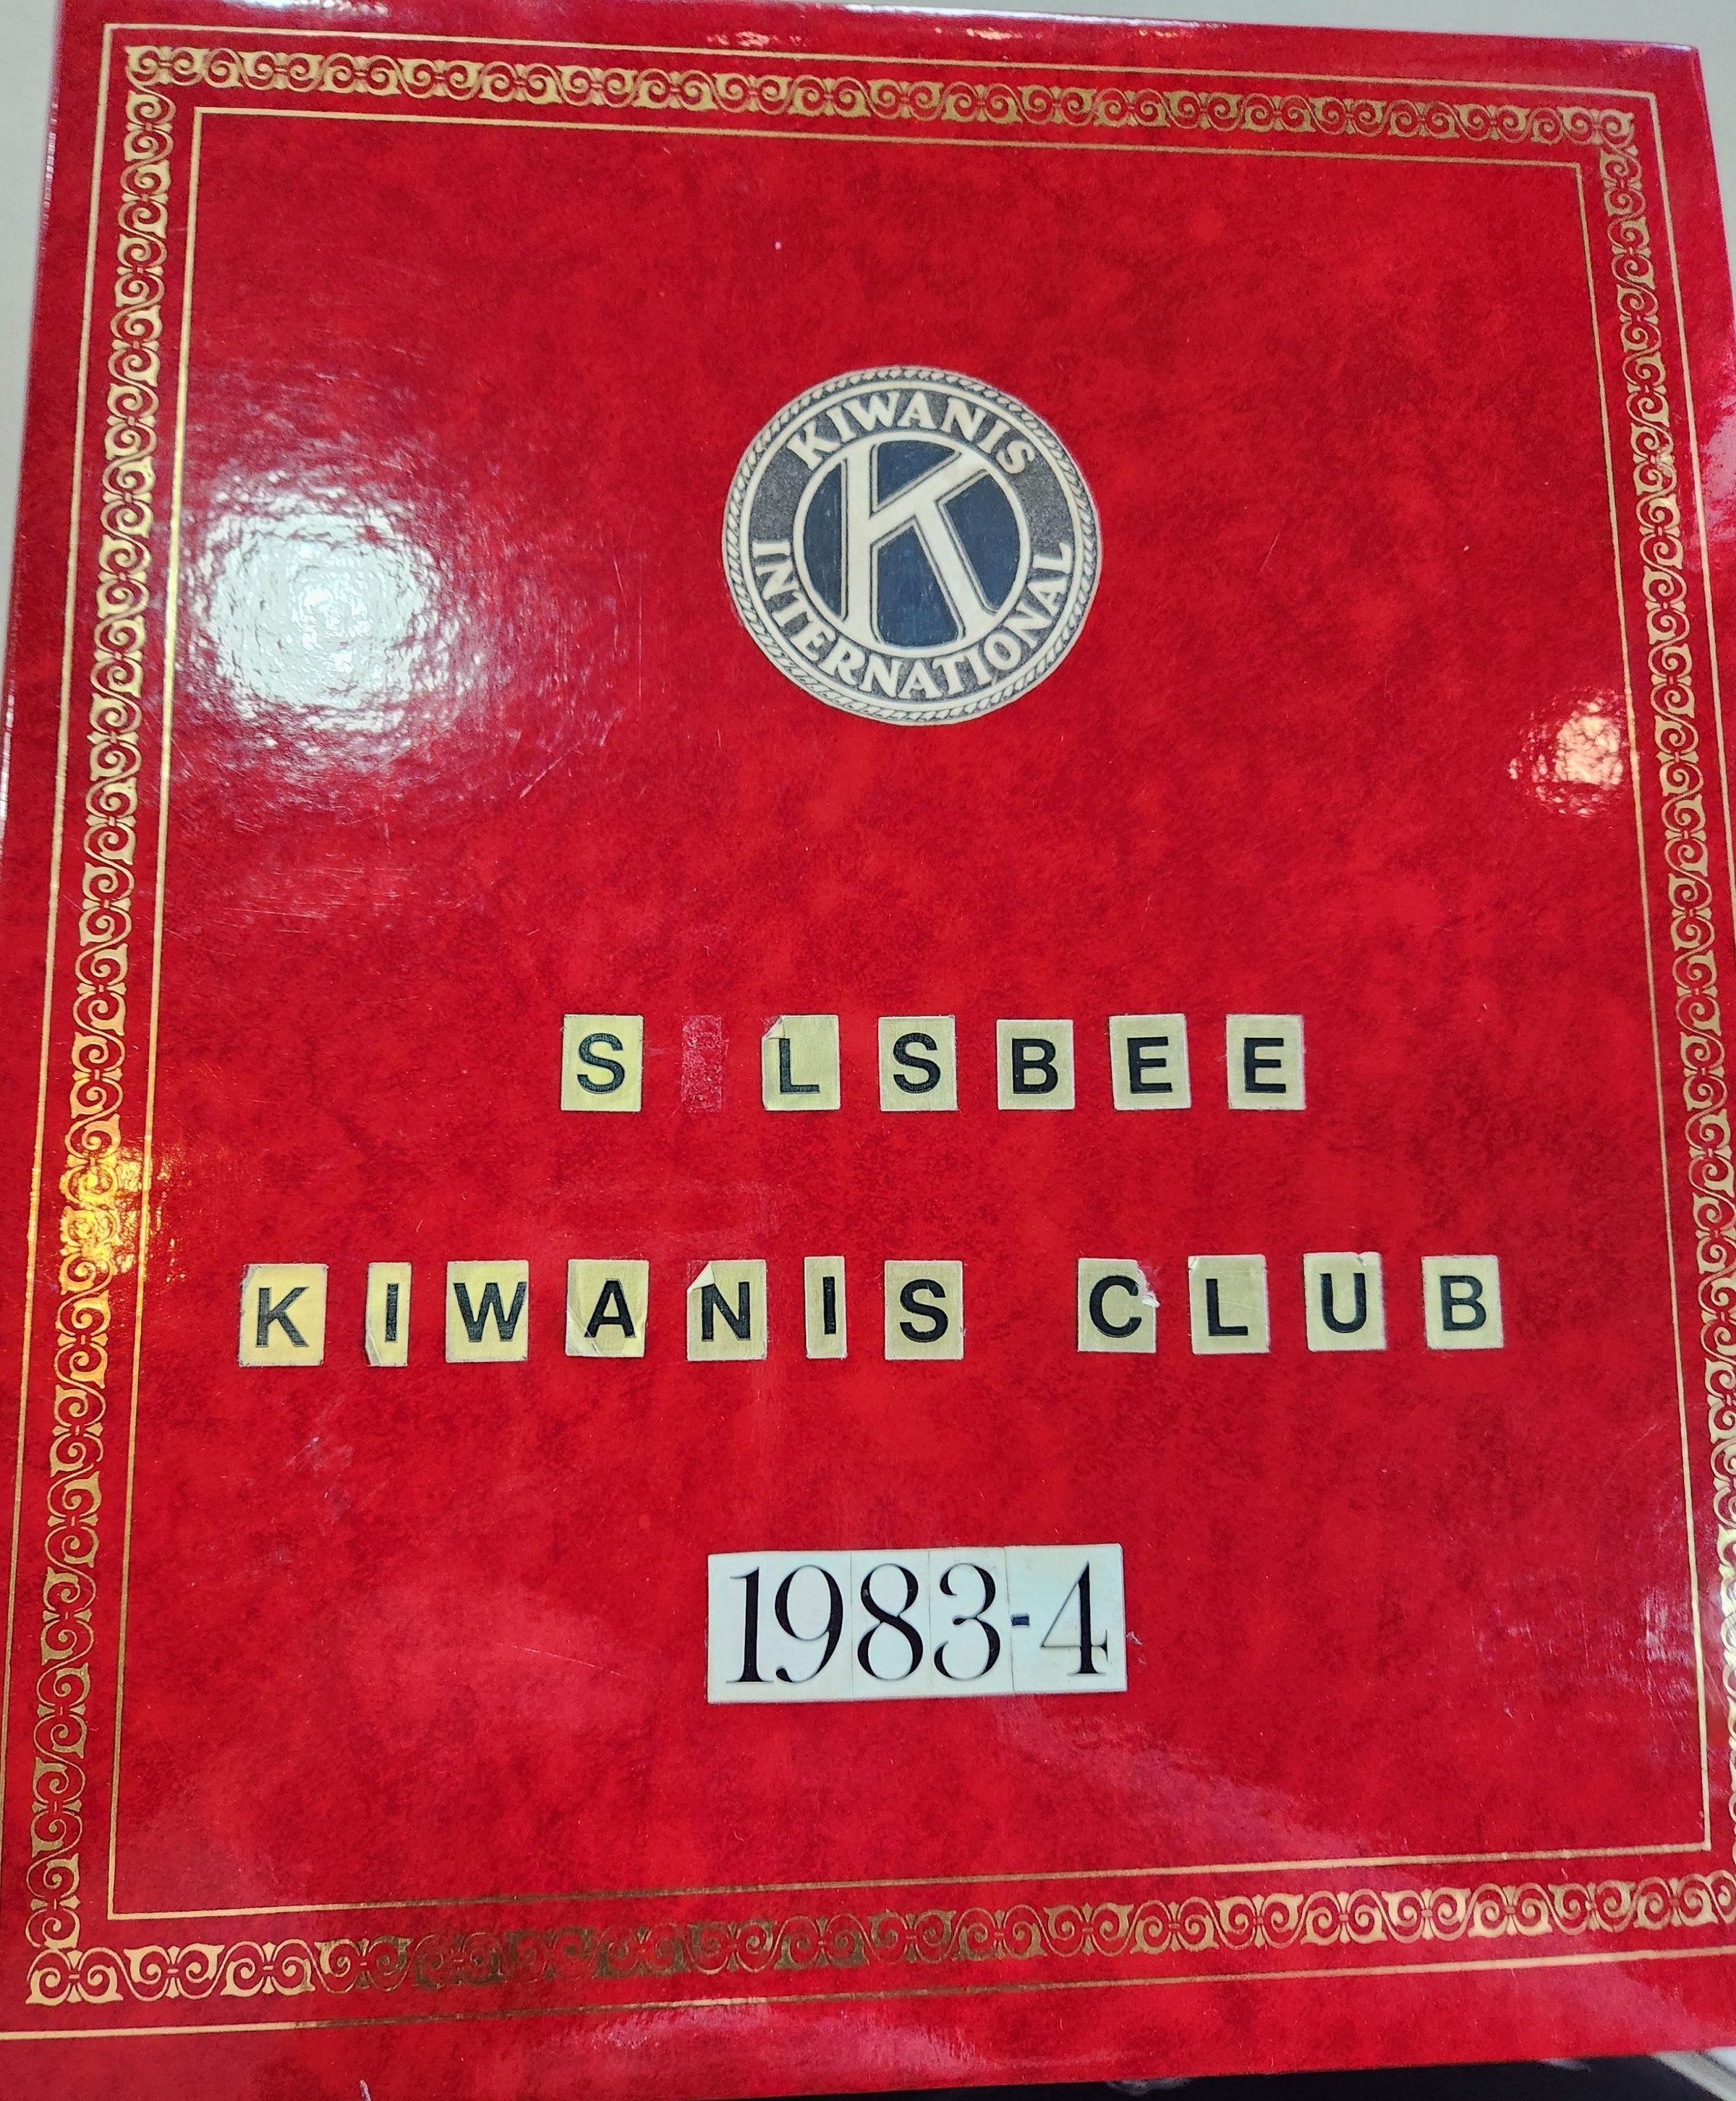 KIWANIS
K
INTERNATIONAL
S LSBEE
KIWANIS CLUB
1983-4